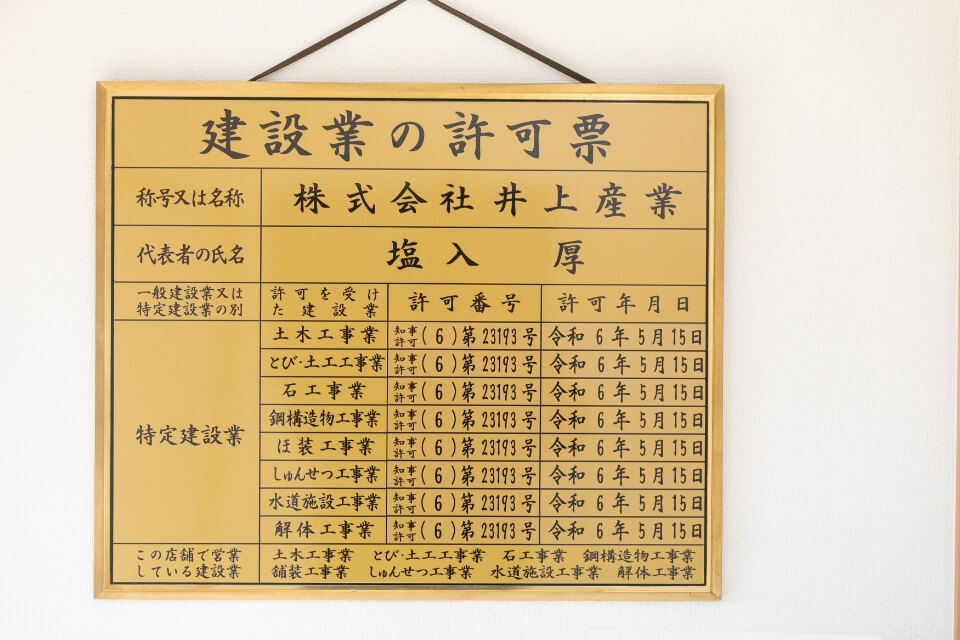 建設業の許可票
称号又は名称 株式会社井上産業
代表者の氏名 塩入 厚
一般建設業又は
特定建設業の別
許可を受け
た建設業
許可番号 許可年月日
特定建設業
土木工事業 知事許可(6)第23193号 令和6年5月15日
とび・土工工事業 知事許可(6)第23193号 令和6年5月15日
石工事業 知事許可(6)第23193号 令和6年5月15日
鋼構造物工事業 知事許可(6)第23193号 令和6年5月15日
ほ装工事業 知事許可(6)第23193号 令和6年5月15日
しゅんせつ工事業 知事許可(6)第23193号 令和6年5月15日
水道施設工事業 知事許可(6)第23193号 令和6年5月15日
解体工事業 知事許可(6)第23193号 令和6年5月15日
この店舗で営業
している建設業
土木工事業 とび・土工工事業 石工事業 鋼構造物工事業
舗装工事業 しゅんせつ工事業 水道施設工事業 解体工事業